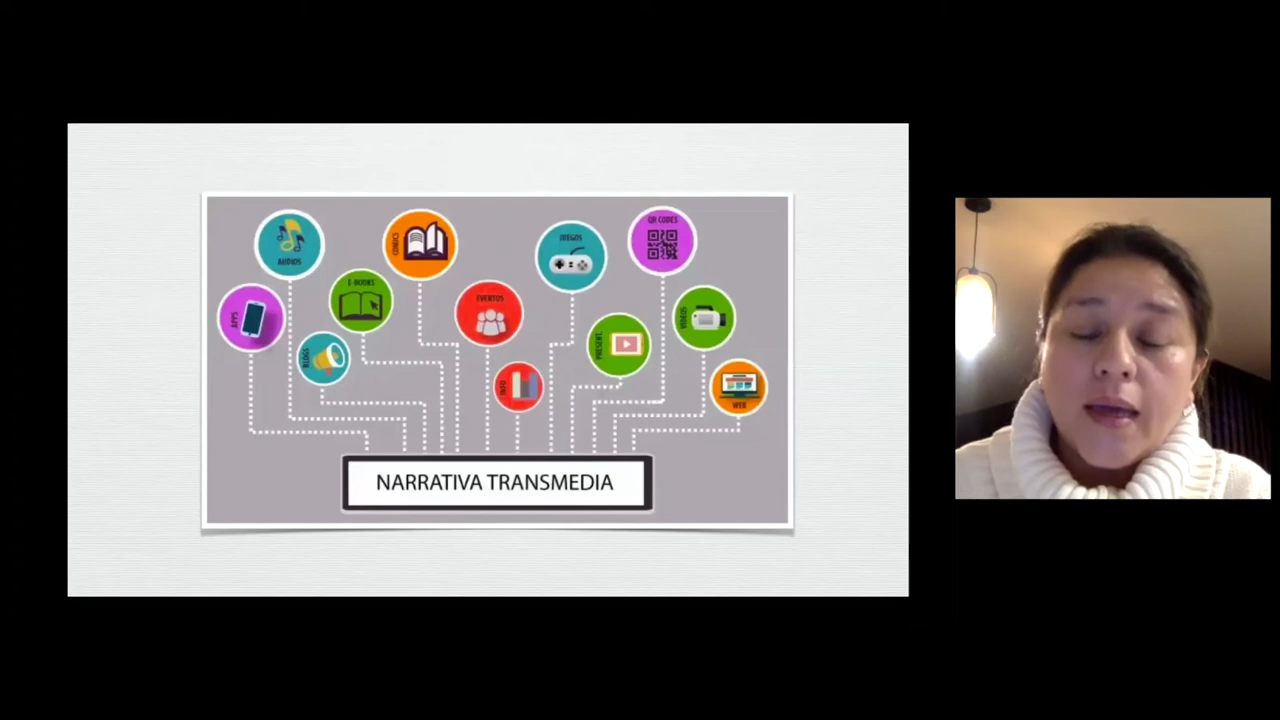 AUDIOS
COMICS
JUEGOS
QR CODES
APPS
E-BOOKS
EVENTOS
VIDEOS
BLOGS
PRESENT.
INFO
WEB
NARRATIVA TRANSMEDIA